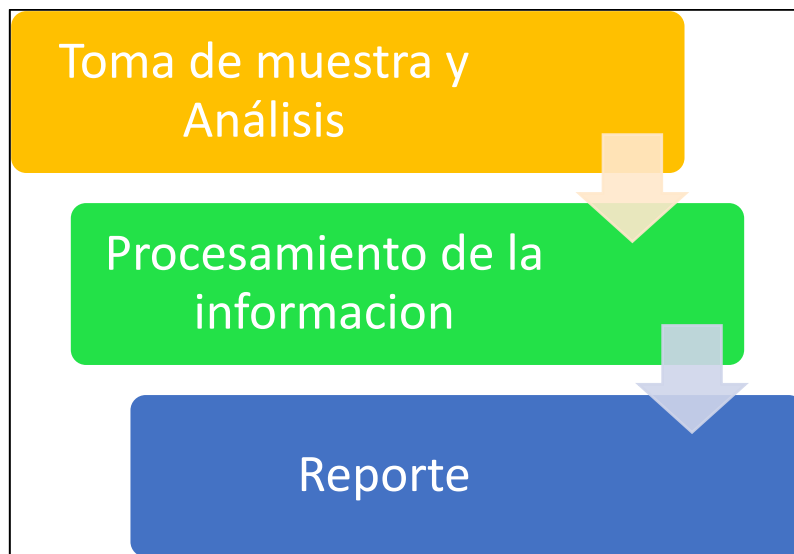 Toma de muestra y
Análisis
Procesamiento de la
informacion
Reporte